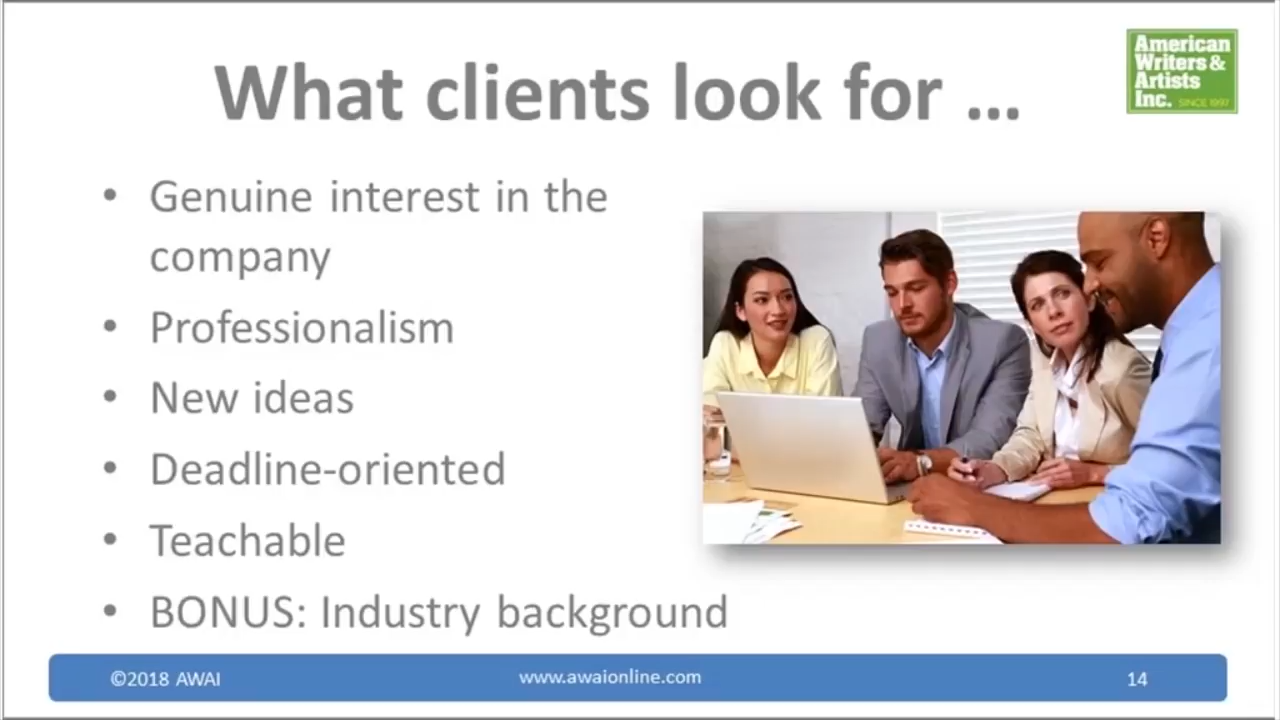 What clients look for ...
American
Writers &
Artists
Inc. SINCE 1997
• Genuine interest in the
company
• Professionalism
• New ideas
• Deadline-oriented
• Teachable
• BONUS: Industry background
©2018 AWAI
www.awaionline.com
14